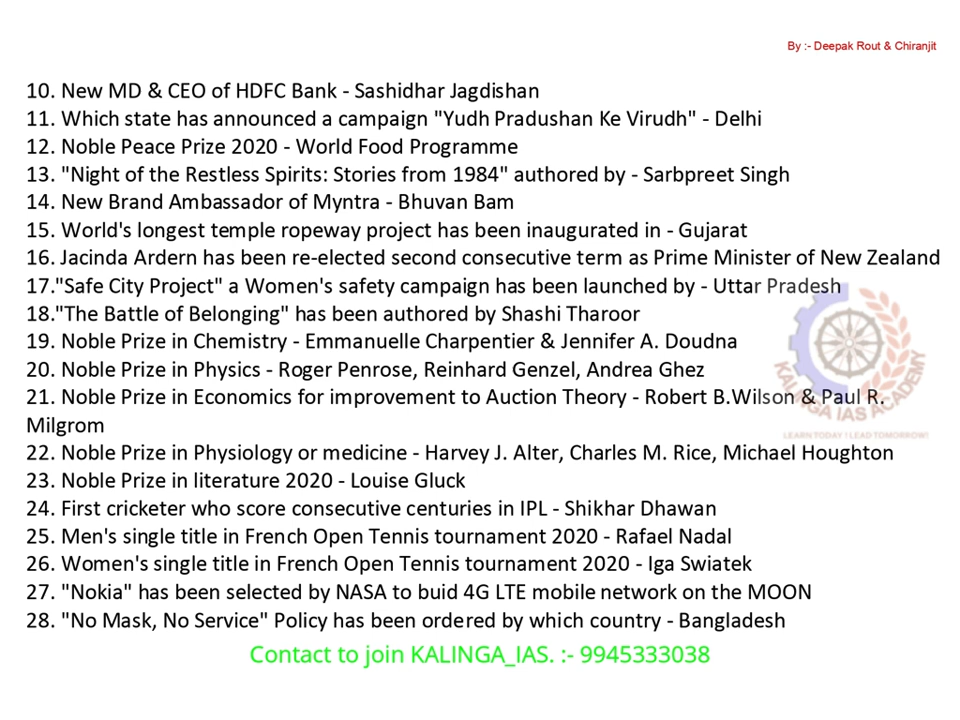 By :- Deepak Rout & Chiranjit
10. New MD & CEO of HDFC Bank - Sashidhar Jagdishan
11. Which state has announced a campaign "Yudh Pradushan Ke Virudh" - Delhi
12. Noble Peace Prize 2020 - World Food Programme
13. "Night of the Restless Spirits: Stories from 1984" authored by - Sarbpreet Singh
14. New Brand Ambassador of Myntra - Bhuvan Bam
15. World's longest temple ropeway project has been inaugurated in - Gujarat
16. Jacinda Ardern has been re-elected second consecutive term as Prime Minister of New Zealand
17."Safe City Project" a Women's safety campaign has been launched by - Uttar Pradesh
18."The Battle of Belonging" has been authored by Shashi Tharoor
19. Noble Prize in Chemistry - Emmanuelle Charpentier & Jennifer A. Doudna
20. Noble Prize in Physics - Roger Penrose, Reinhard Genzel, Andrea Ghez
21. Noble Prize in Economics for improvement to Auction Theory - Robert B.Wilson & Paul R.
Milgrom
KALINGA IAS ACADEMY
LEARN TODAY ! LEAD TOMORROW!
22. Noble Prize in Physiology or medicine - Harvey J. Alter, Charles M. Rice, Michael Houghton
23. Noble Prize in literature 2020 - Louise Gluck
24. First cricketer who score consecutive centuries in IPL - Shikhar Dhawan
25. Men's single title in French Open Tennis tournament 2020 - Rafael Nadal
26. Women's single title in French Open Tennis tournament 2020 - Iga Swiatek
27. "Nokia" has been selected by NASA to buid 4G LTE mobile network on the MOON
28. "No Mask, No Service" Policy has been ordered by which country - Bangladesh
Contact to join KALINGA_IAS. :- 9945333038